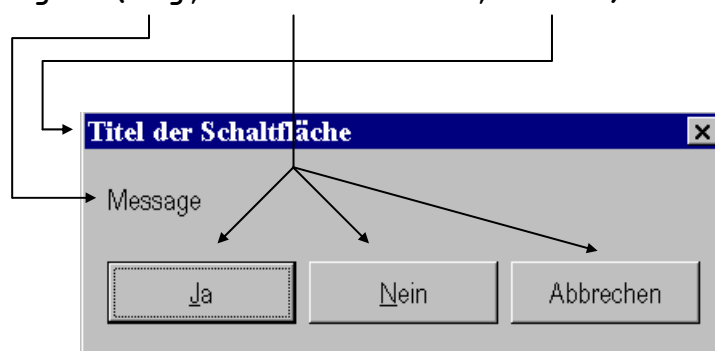 Titel der Schaltfläche
Message
Ja
Nein
Abbrechen